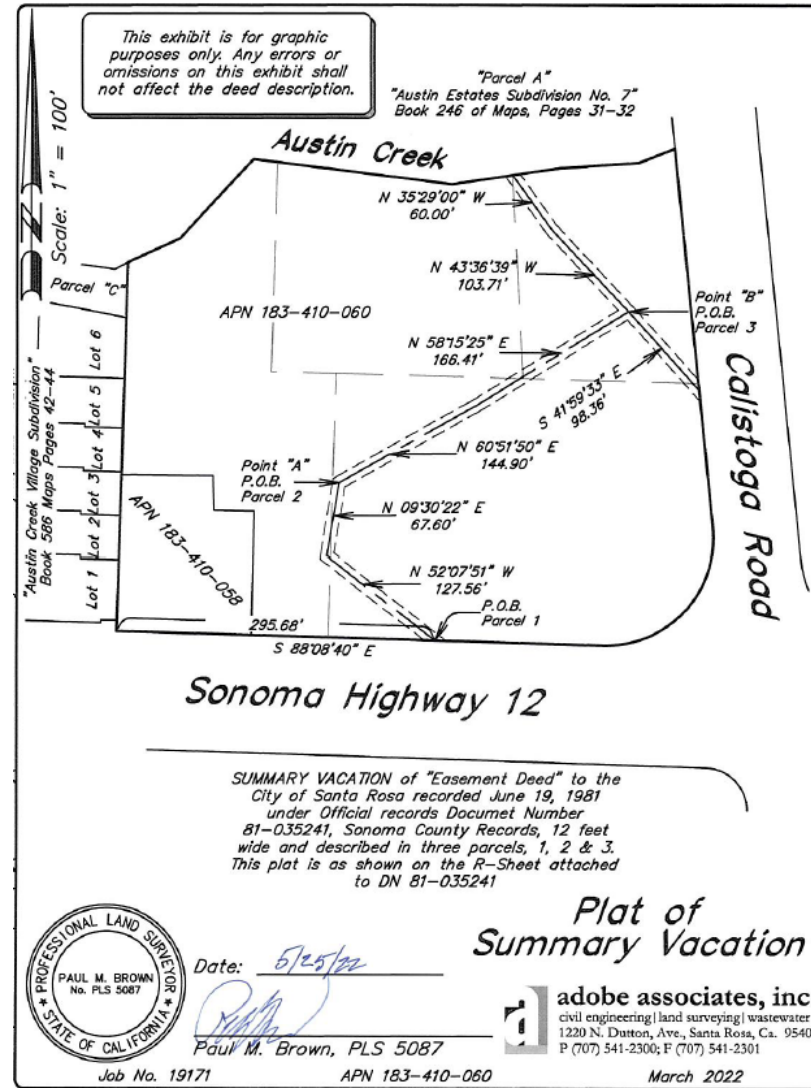 This exhibit is for graphic
purposes only. Any errors or
omissions on this exhibit shall
not affect the deed description.
"Parcel A"
"Austin Estates Subdivision No. 7"
Book 246 of Maps, Pages 31-32
Scale: 1" = 100'
Z
Austin Creek
N 35°29'00" W
60.00'
N 43°36'39" W
103.71'
Parcel "C"
APN 183-410-060
Point "B"
P.O.B.
Parcel 3
N 58°15'25" E
166.41'
S 41°59'33" E
98.36'
Calistoga Road
"Austin Creek Village Subdivision"
Book 586 Maps Pages 42-44
Lot 6
Lot 5
Lot 4
Lot 3
Lot 2
Lot 1
Point "A"
P.O.B.
Parcel 2
N 60°51'50" E
144.90'
APN 183-410-058
N 09°30'22" E
67.60'
N 52°07'51" W
127.56'
P.O.B.
Parcel 1
295.68'
S 88°08'40" E
Sonoma Highway 12
SUMMARY VACATION of "Easement Deed" to the
City of Santa Rosa recorded June 19, 1981
under Official records Documet Number
81-035241, Sonoma County Records, 12 feet
wide and described in three parcels, 1, 2 & 3.
This plat is as shown on the R-Sheet attached
to DN 81-035241
Plat of
Summary Vacation
PROFESSIONAL LAND SURVEYOR
PAUL M. BROWN
No. PLS 5087
STATE OF CALIFORNIA
Date: 5/25/22
Paul M. Brown, PLS 5087
a
adobe associates, inc
civil engineering | land surveying | wastewater
1220 N. Dutton, Ave., Santa Rosa, Ca. 9540
P (707) 541-2300; F (707) 541-2301
Job No. 19171
APN 183-410-060
March 2022